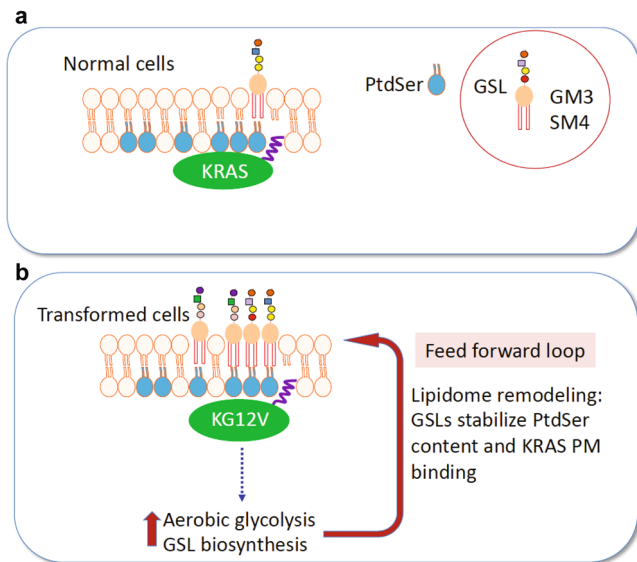 a
Normal cells
PtdSer
GSL
GM3
SM4
KRAS
b
Transformed cells
Feed forward loop
Lipidome remodeling:
GSLs stabilize PtdSer
content and KRAS PM
binding
KG12V
Aerobic glycolysis
GSL biosynthesis